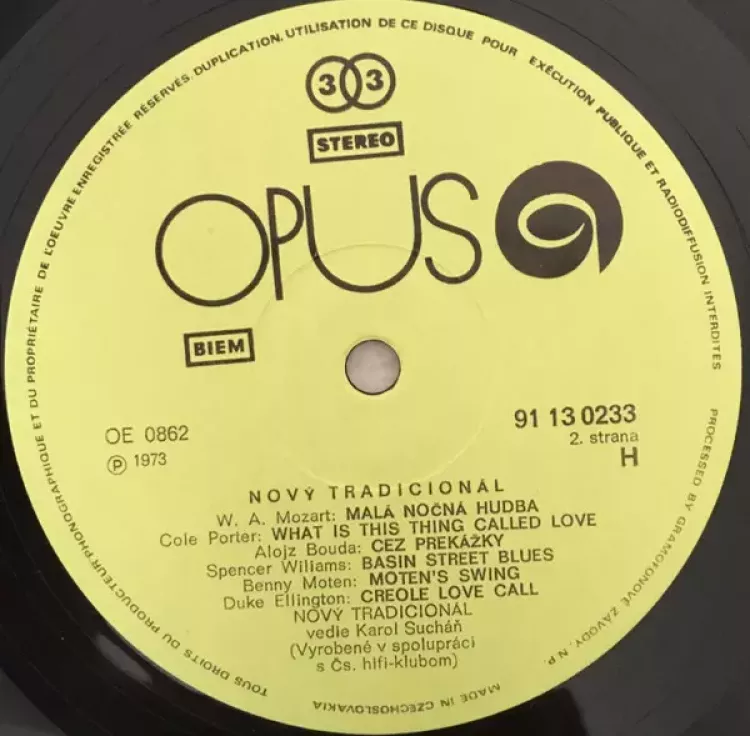 TOUS DROITS DU PRODUCTEUR PHONOGRAPHIQUE ET DU PROPRIÉTAIRE DE L'OEUVRE ENREGISTRÉE RÉSERVÉS. DUPLICATION, UTILISATION DE CE DISQUE POUR EXÉCUTION PUBLIQUE ET RADIODIFFUSION INTERDITES
33
STEREO
OPUS
BIEM
OE 0862
℗ 1973
91 13 0233
2. strana
H
NOVÝ TRADICIONÁL
W. A. Mozart: MALÁ NOČNÁ HUDBA
Cole Porter: WHAT IS THIS THING CALLED LOVE
Alojz Bouda: CEZ PREKÁŽKY
Spencer Wiliams: BASIN STREET BLUES
Benny Moten: MOTEN'S SWING
Duke Ellington: CREOLE LOVE CALL
NOVÝ TRADICIONÁL
vedie Karol Sucháň
(Vyrobené v spolupráci
s Čs. hifi-klubom)
PROCESSED BY GRAMOFONOVÉ ZÁVODY, N.P.
MADE IN CZECHOSLOVAKIA